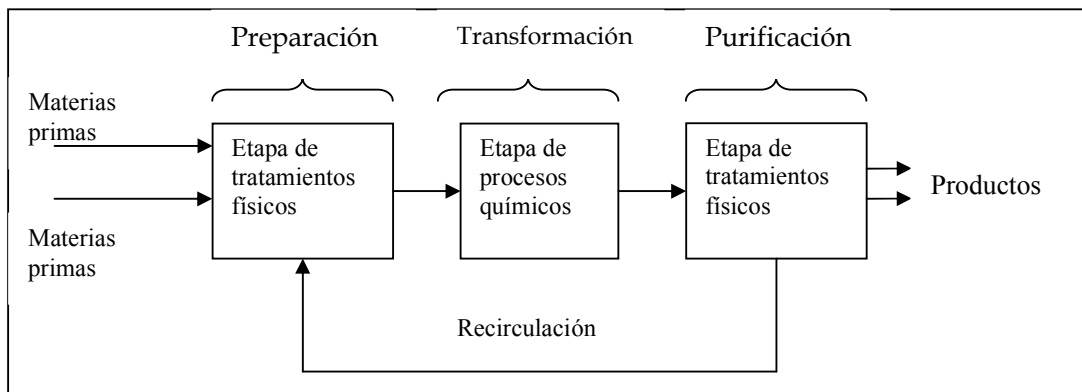 Preparación
Transformación
Purificación
Materias
primas
Etapa de
tratamientos
físicos
Etapa de
procesos
químicos
Etapa de
tratamientos
físicos
Productos
Materias
primas
Recirculación